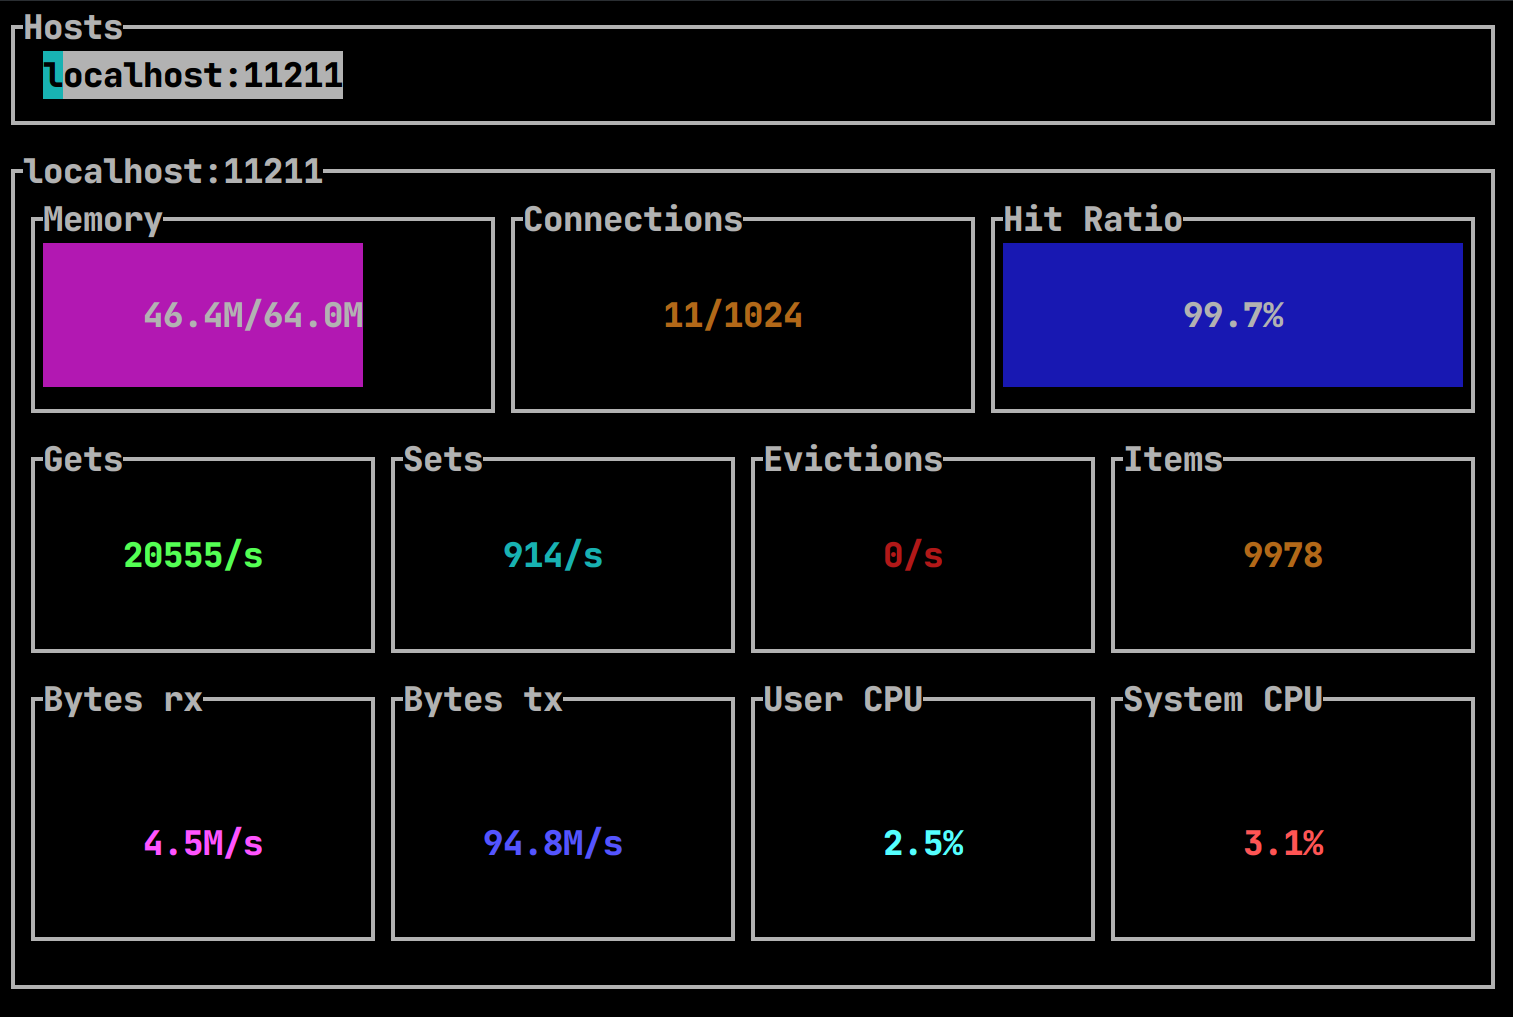 Hosts
localhost:11211
localhost:11211
Memory Connections Hit Ratio
46.4M/64.0M 11/1024 99.7%
Gets Sets Evictions Items
20555/s 914/s 0/s 9978
Bytes rx Bytes tx User CPU System CPU
4.5M/s 94.8M/s 2.5% 3.1%